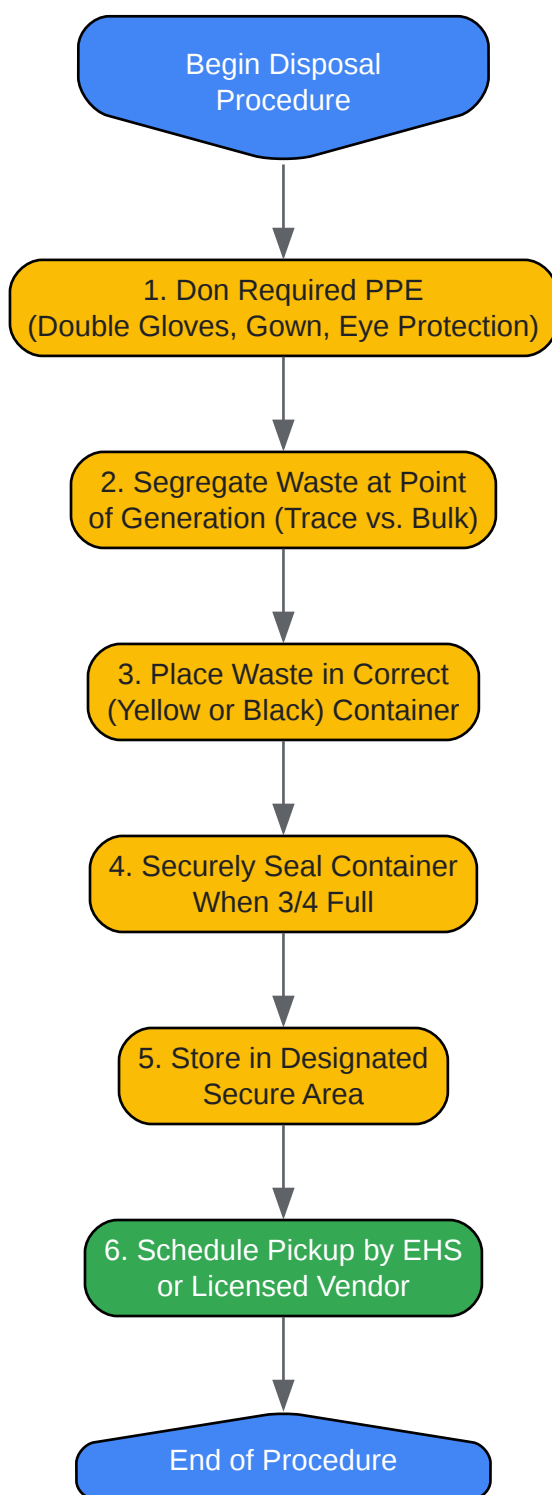 Begin Disposal
Procedure
1. Don Required PPE
(Double Gloves, Gown, Eye Protection)
2. Segregate Waste at Point
of Generation (Trace vs. Bulk)
3. Place Waste in Correct
(Yellow or Black) Container
4. Securely Seal Container
When 3/4 Full
5. Store in Designated
Secure Area
6. Schedule Pickup by EHS
or Licensed Vendor
End of Procedure